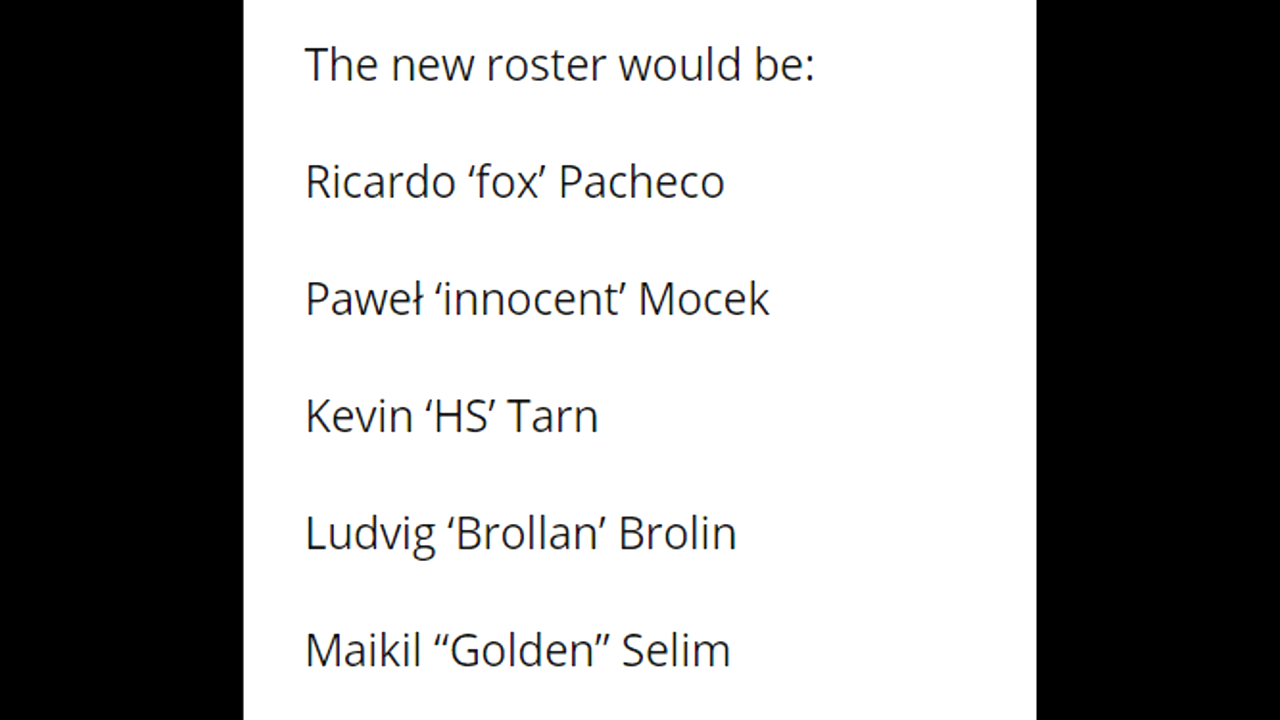 The new roster would be:
Ricardo ‘fox’ Pacheco
Paweł ‘innocent’ Mocek
Kevin ‘HS’ Tarn
Ludvig ‘Brollan’ Brolin
Maikil “Golden” Selim